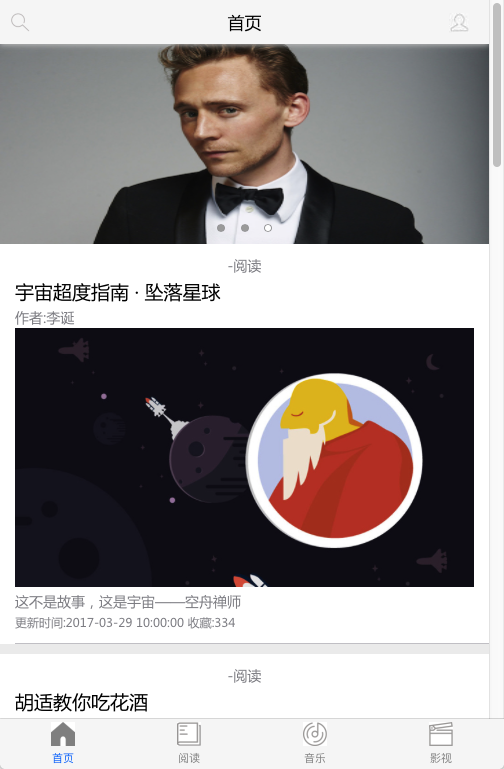 首页
-阅读
宇宙超度指南 · 坠落星球
作者:李诞
这不是故事，这是宇宙——空舟禅师
更新时间:2017-03-29 10:00:00 收藏:334
-阅读
胡适教你吃花酒
首页
阅读
音乐
影视